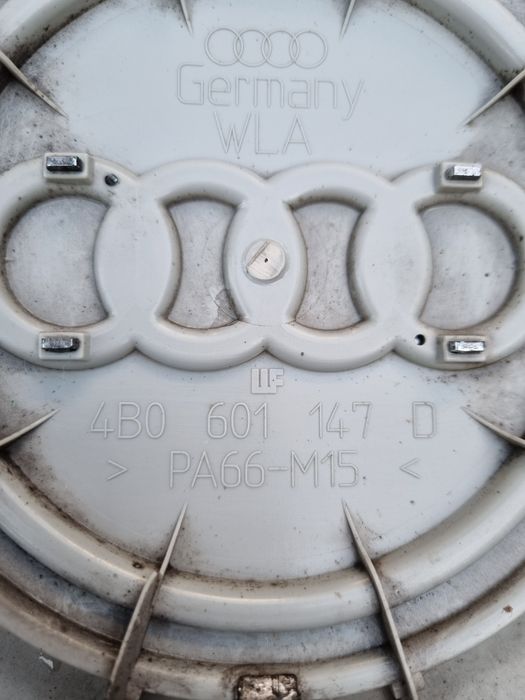 Germany
WLA
4B0 601 147 D
> PA66-M15 <